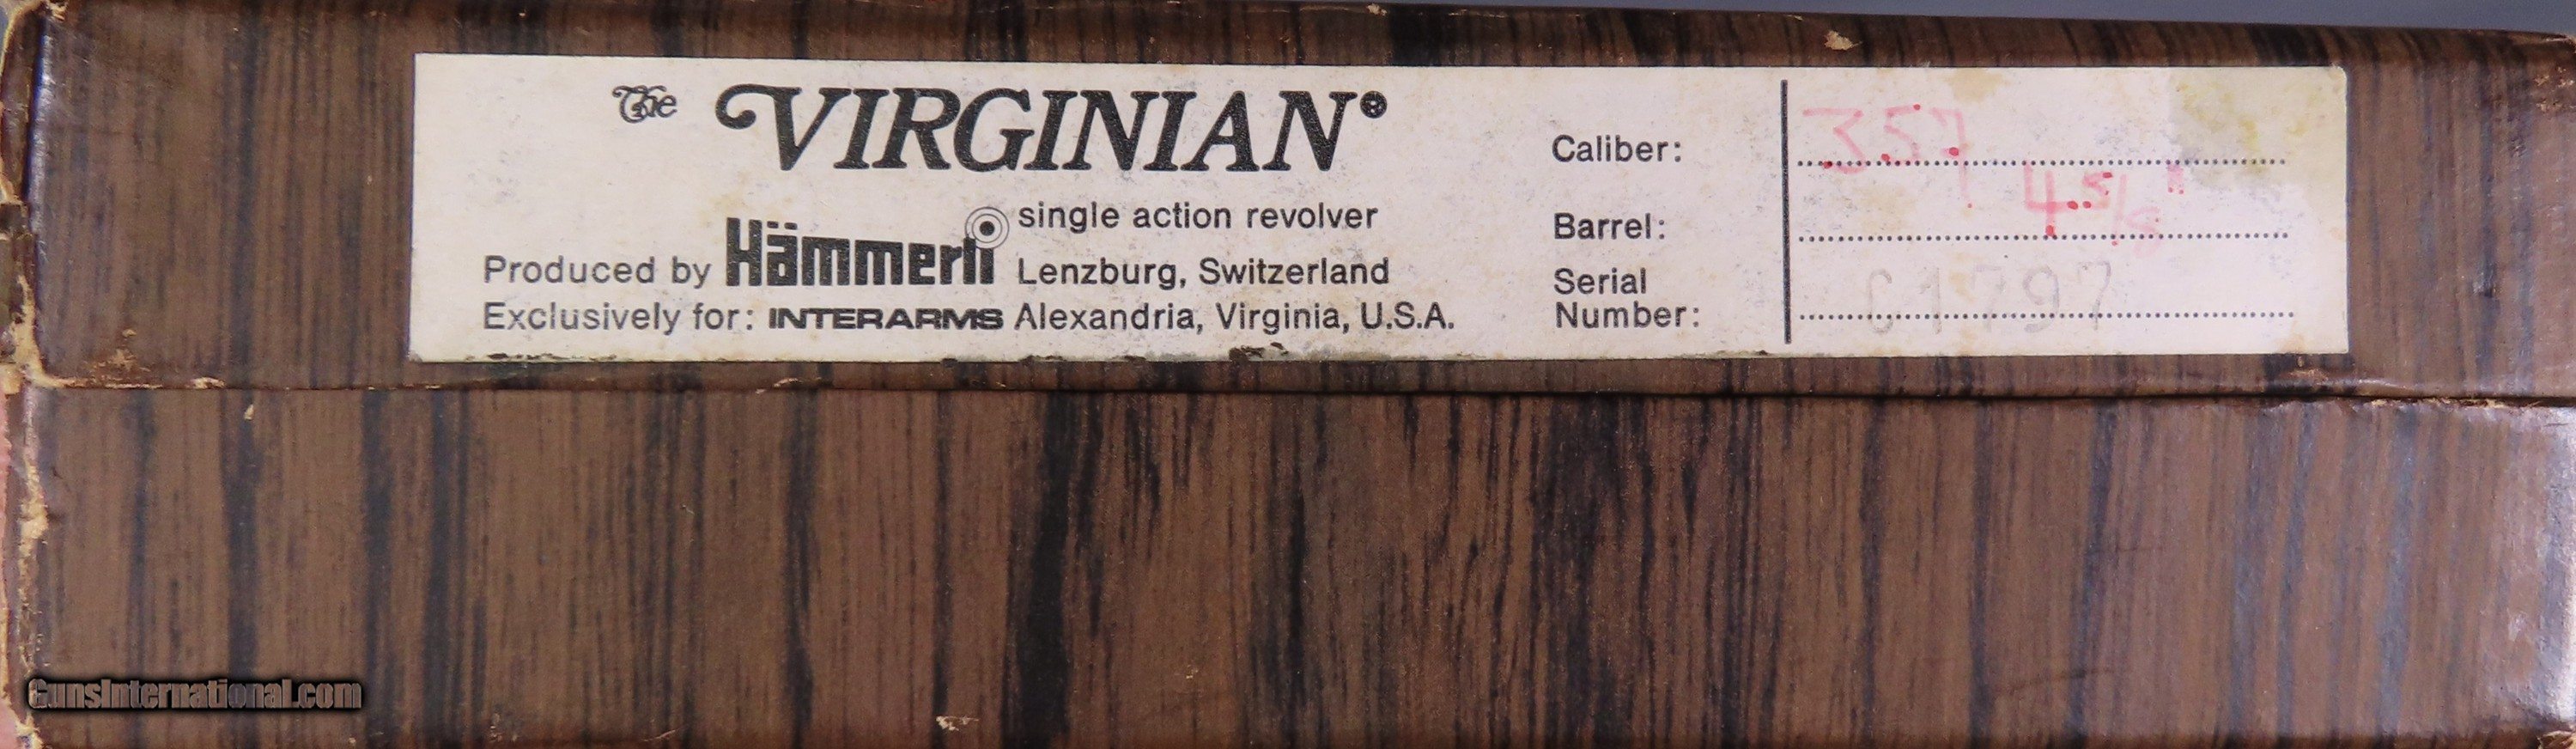 The VIRGINIAN®
single action revolver
Produced by Hämmerli Lenzburg, Switzerland
Exclusively for: INTERARMS Alexandria, Virginia, U.S.A.
Caliber: 357
Barrel: 4 5/8"
Serial
Number: C1797
GunsInternational.com